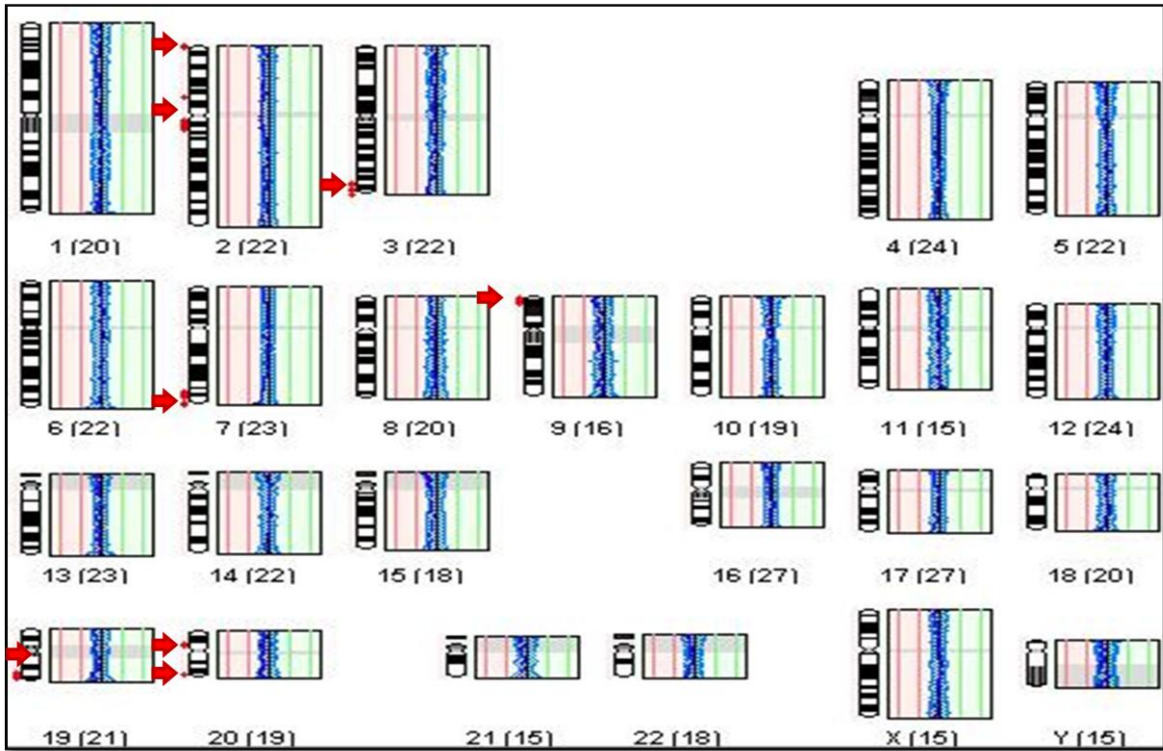 1 (20) 2 (22) 3 (22) 4 (24) 5 (22)
6 (22) 7 (23) 8 (20) 9 (16) 10 (19) 11 (15) 12 (24)
13 (23) 14 (22) 15 (18) 16 (27) 17 (27) 18 (20)
19 (21) 20 (19) 21 (15) 22 (18) X (15) Y (15)